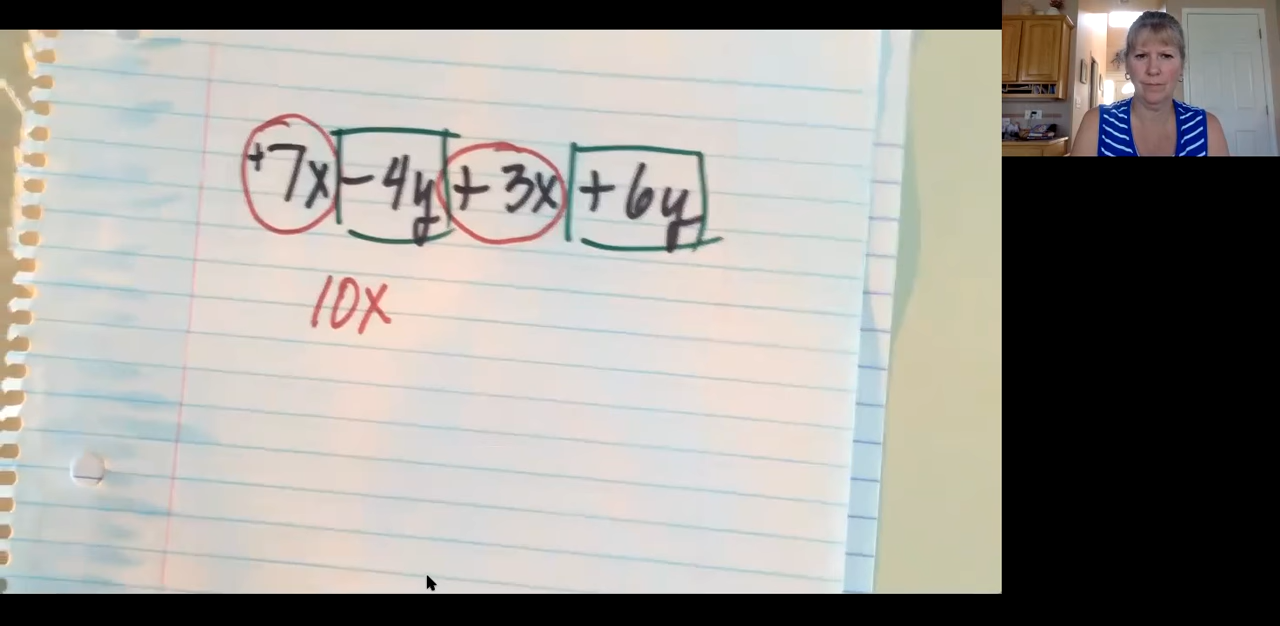 +7x - 4y + 3x + 6y
10x